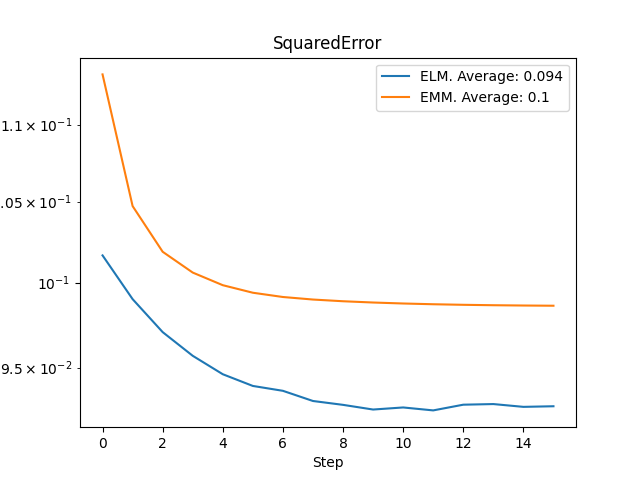 SquaredError
ELM. Average: 0.094
EMM. Average: 0.1
1.1 × 10⁻¹
.05 × 10⁻¹
10⁻¹
9.5 × 10⁻²
0 2 4 6 8 10 12 14
Step